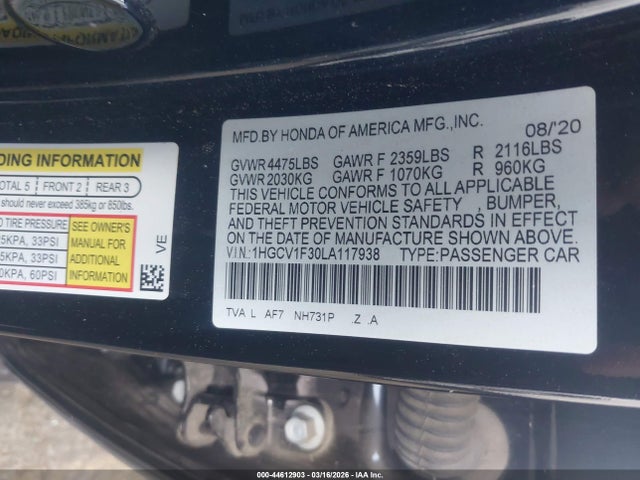 MFD.BY HONDA OF AMERICA MFG.,INC. 08/'20
GVWR 4475LBS GAWR F 2359LBS R 2116LBS
GVWR 2030KG GAWR F 1070KG R 960KG
THIS VEHICLE CONFORMS TO ALL APPLICABLE
FEDERAL MOTOR VEHICLE SAFETY , BUMPER,
AND THEFT PREVENTION STANDARDS IN EFFECT
ON THE DATE OF MANUFACTURE SHOWN ABOVE.
V.I.N.:1HGCV1F30LA117938 TYPE:PASSENGER CAR
TVA L AF7 NH731P .Z .A
DING INFORMATION
OTAL 5 FRONT 2 REAR 3
should never exceed 385kg or 850lbs.
D TIRE PRESSURE
5KPA, 33PSI
5KPA, 33PSI
0KPA, 60PSI
SEE OWNER'S
MANUAL FOR
ADDITIONAL
INFORMATION
VE
000-44612903 - 03/16/2026 - IAA Inc.